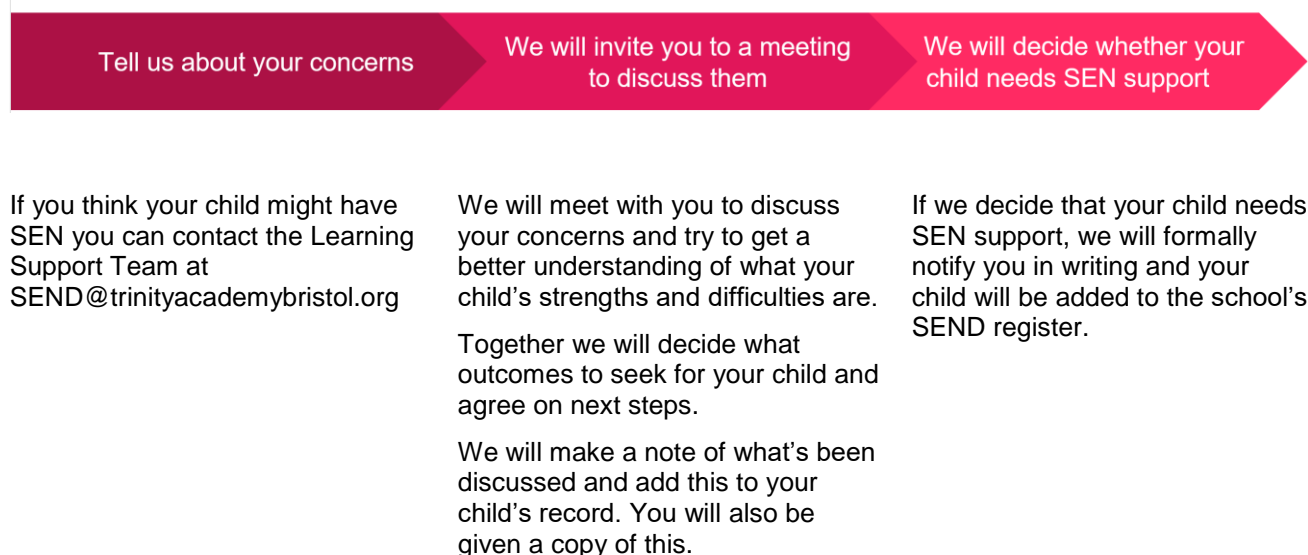 Tell us about your concerns
We will invite you to a meeting
to discuss them
We will decide whether your
child needs SEN support
If you think your child might have
SEN you can contact the Learning
Support Team at
SEND@trinityacademybristol.org
We will meet with you to discuss
your concerns and try to get a
better understanding of what your
child’s strengths and difficulties are.
Together we will decide what
outcomes to seek for your child and
agree on next steps.
We will make a note of what’s been
discussed and add this to your
child’s record. You will also be
given a copy of this.
If we decide that your child needs
SEN support, we will formally
notify you in writing and your
child will be added to the school’s
SEND register.